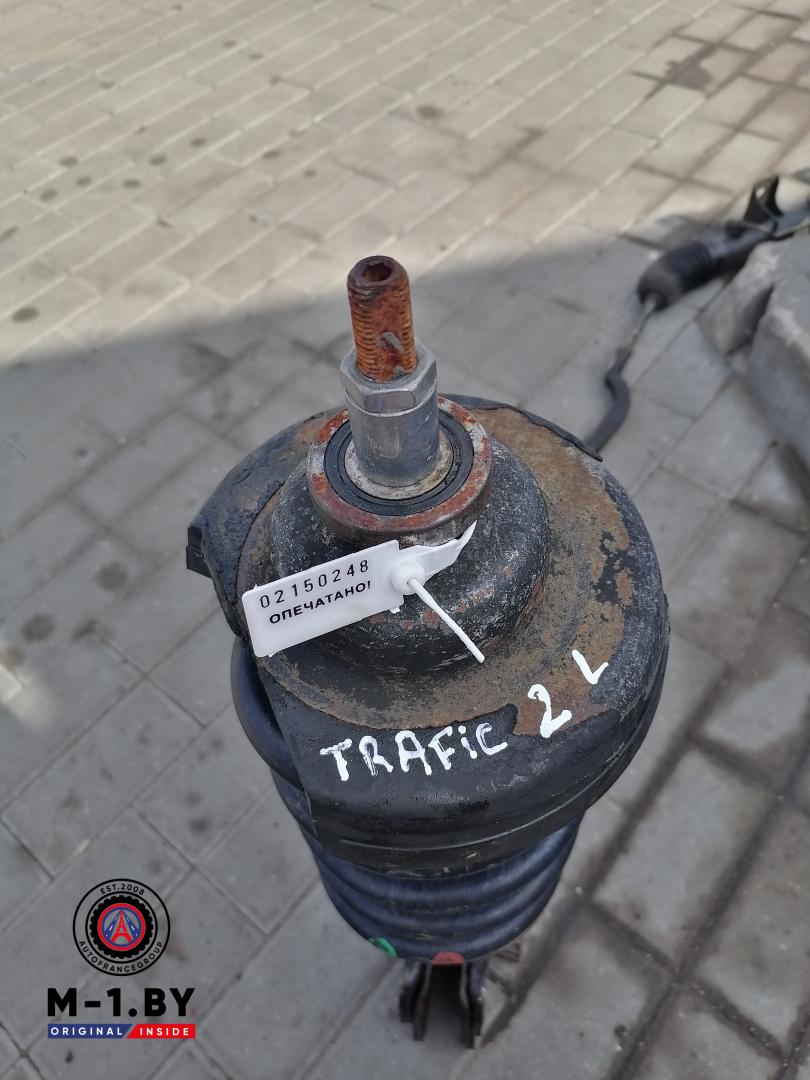 02150248
ОПЕЧАТАНО!
TRAFiC 2 L
EST.2008
AUTOFRANCEGROUP
M-1.BY
ORIGINAL INSIDE